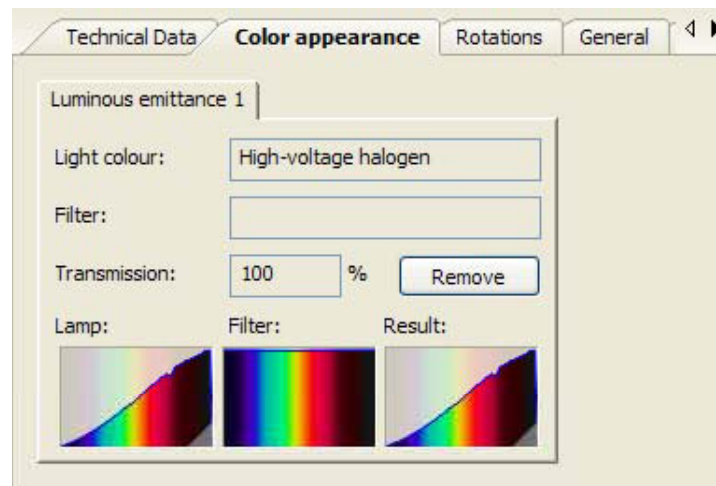 Technical Data Color appearance Rotations General
Luminous emittance 1
Light colour: High-voltage halogen
Filter:
Transmission: 100 % Remove
Lamp: Filter: Result: